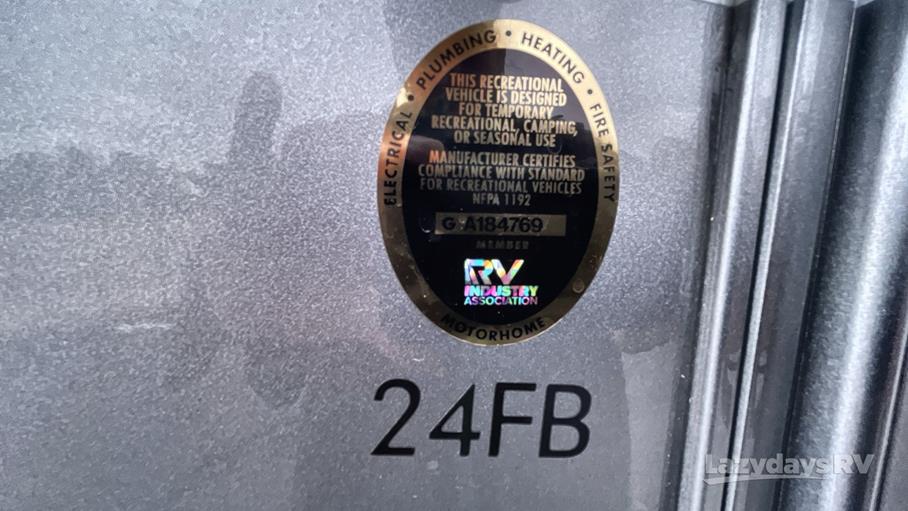 ELECTRICAL • PLUMBING • HEATING • FIRE SAFETY
THIS RECREATIONAL
VEHICLE IS DESIGNED
FOR TEMPORARY
RECREATIONAL, CAMPING,
OR SEASONAL USE
MANUFACTURER CERTIFIES
COMPLIANCE WITH STANDARD
FOR RECREATIONAL VEHICLES
NFPA 1192
G A184769
MEMBER
RV
INDUSTRY
ASSOCIATION
MOTORHOME
24FB
LazydaysRV